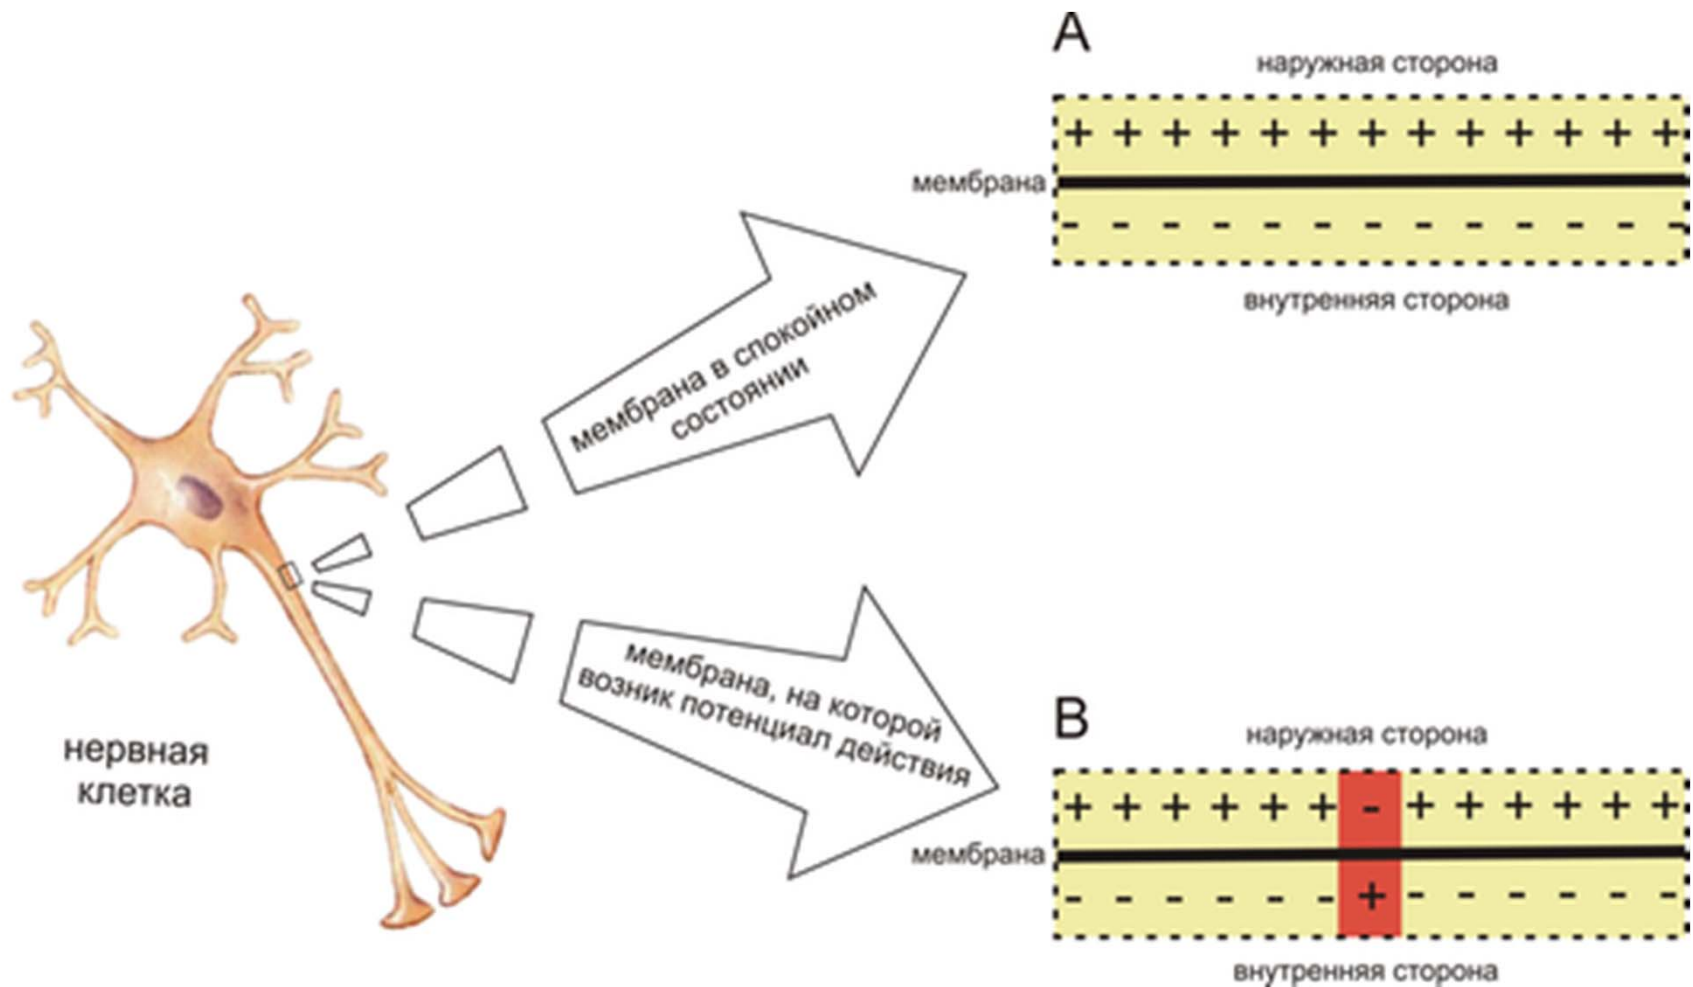 A
наружная сторона
+ + + + + + + + + + + + +
мембрана
- - - - - - - - - - - - -
внутренняя сторона
мембрана в спокойном
состоянии
мембрана, на которой
возник потенциал действия
нервная
клетка
B
наружная сторона
+ + + + + + - + + + + + +
мембрана
- - - - - - + - - - - - -
внутренняя сторона